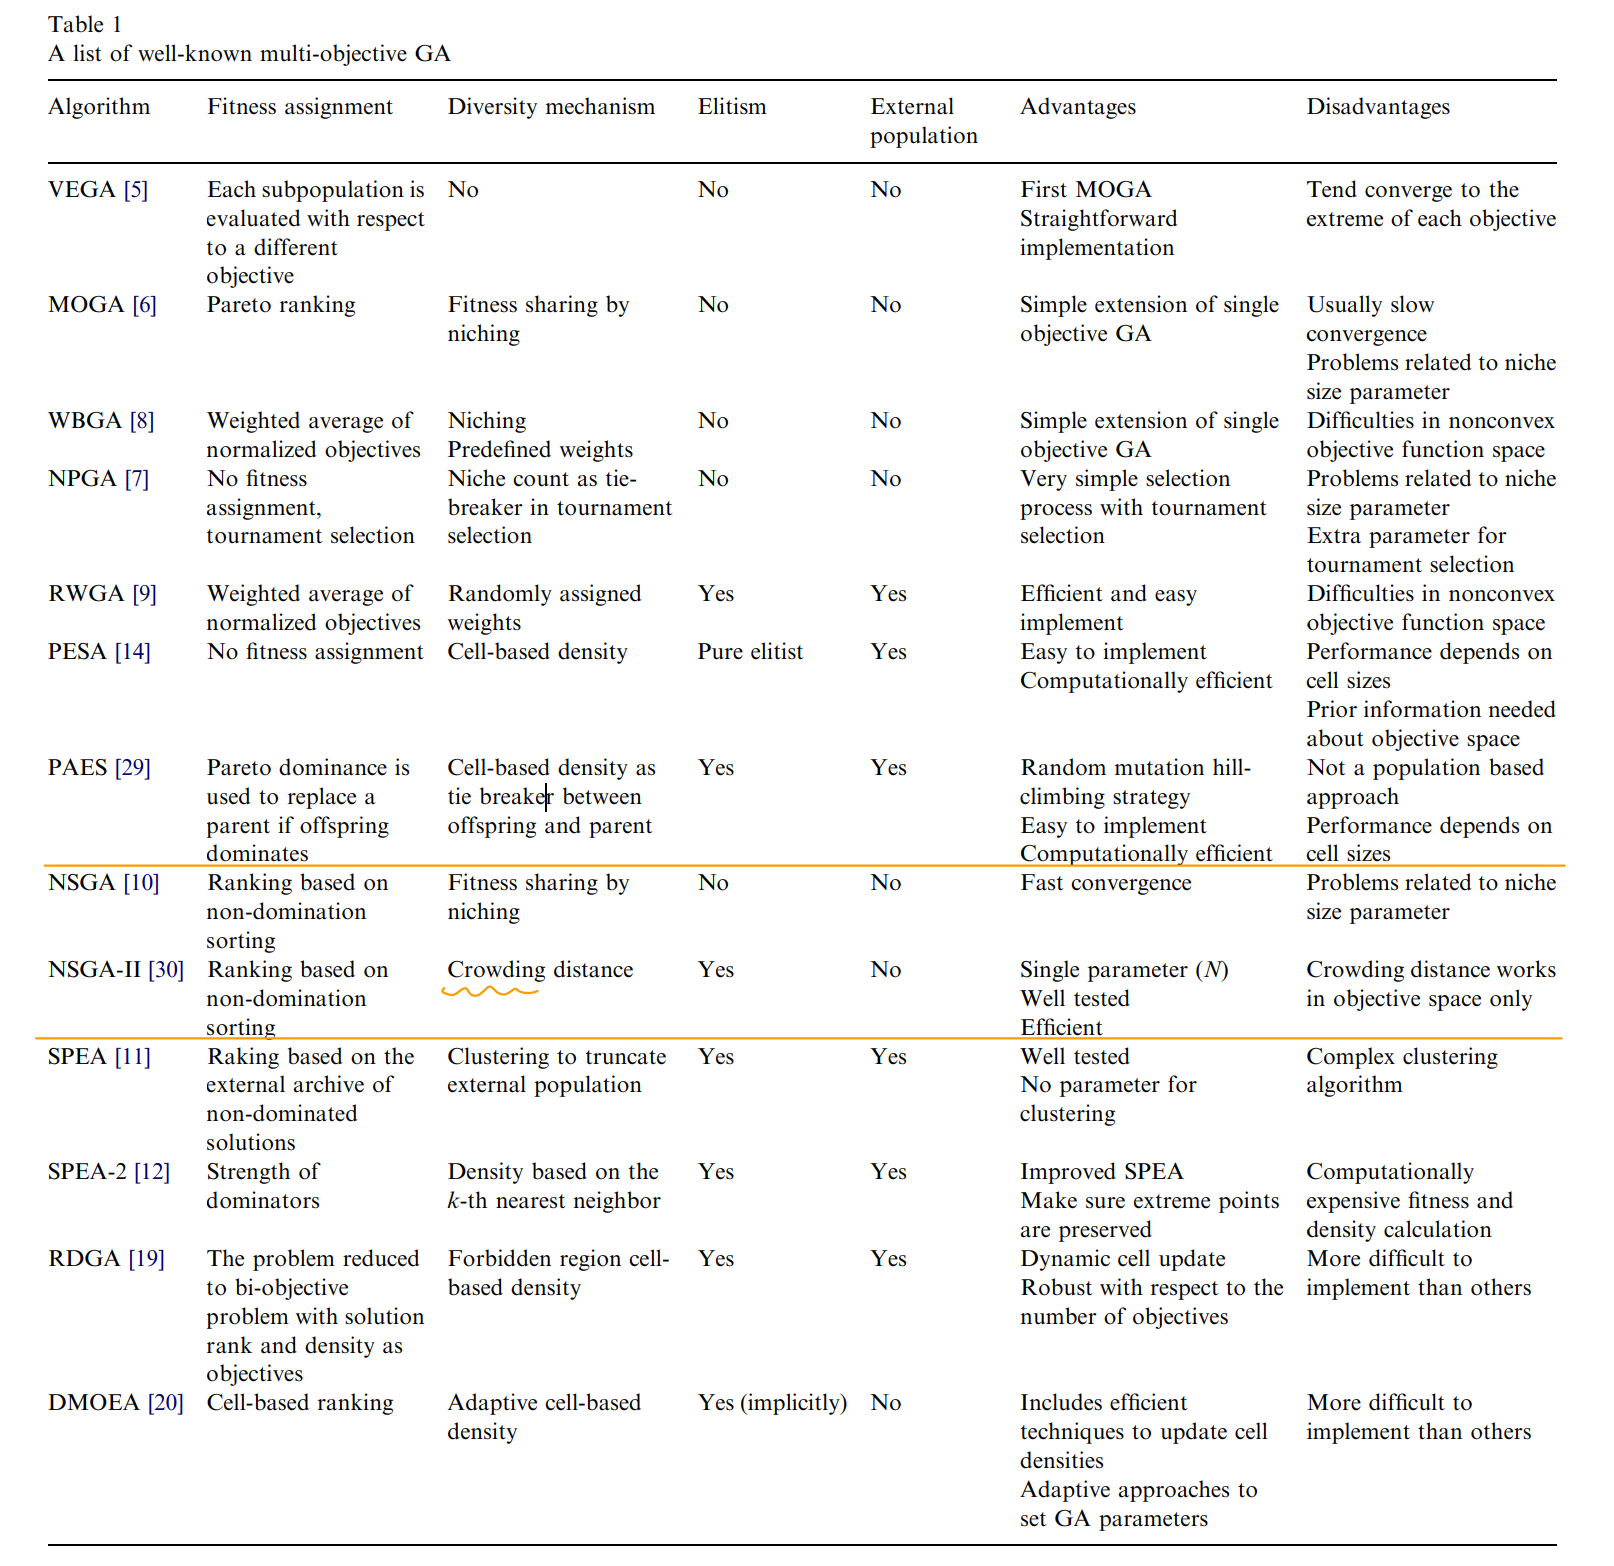 Table 1
A list of well-known multi-objective GA
Algorithm Fitness assignment Diversity mechanism Elitism External population Advantages Disadvantages
VEGA [5] Each subpopulation is No No No First MOGA Tend converge to the
evaluated with respect Straightforward extreme of each objective
to a different implementation
objective
MOGA [6] Pareto ranking Fitness sharing by No No Simple extension of single Usually slow
niching objective GA convergence
Problems related to niche
size parameter
WBGA [8] Weighted average of Niching No No Simple extension of single Difficulties in nonconvex
normalized objectives Predefined weights objective GA objective function space
NPGA [7] No fitness Niche count as tie- No No Very simple selection Problems related to niche
assignment, breaker in tournament process with tournament size parameter
tournament selection selection selection Extra parameter for
tournament selection
RWGA [9] Weighted average of Randomly assigned Yes Yes Efficient and easy Difficulties in nonconvex
normalized objectives weights implement objective function space
PESA [14] No fitness assignment Cell-based density Pure elitist Yes Easy to implement Performance depends on
Computationally efficient cell sizes
Prior information needed
about objective space
PAES [29] Pareto dominance is Cell-based density as Yes Yes Random mutation hill- Not a population based
used to replace a tie breaker between climbing strategy approach
parent if offspring offspring and parent Easy to implement Performance depends on
dominates Computationally efficient cell sizes
NSGA [10] Ranking based on Fitness sharing by No No Fast convergence Problems related to niche
non-domination niching size parameter
sorting
NSGA-II [30] Ranking based on Crowding distance Yes No Single parameter (N) Crowding distance works
non-domination Well tested in objective space only
sorting Efficient
SPEA [11] Raking based on the Clustering to truncate Yes Yes Well tested Complex clustering
external archive of external population No parameter for algorithm
non-dominated clustering
solutions
SPEA-2 [12] Strength of Density based on the Yes Yes Improved SPEA Computationally
dominators k-th nearest neighbor Make sure extreme points expensive fitness and
are preserved density calculation
RDGA [19] The problem reduced Forbidden region cell- Yes Yes Dynamic cell update More difficult to
to bi-objective based density Robust with respect to the implement than others
problem with solution number of objectives
rank and density as
objectives
DMOEA [20] Cell-based ranking Adaptive cell-based Yes (implicitly) No Includes efficient More difficult to
density techniques to update cell implement than others
densities
Adaptive approaches to
set GA parameters